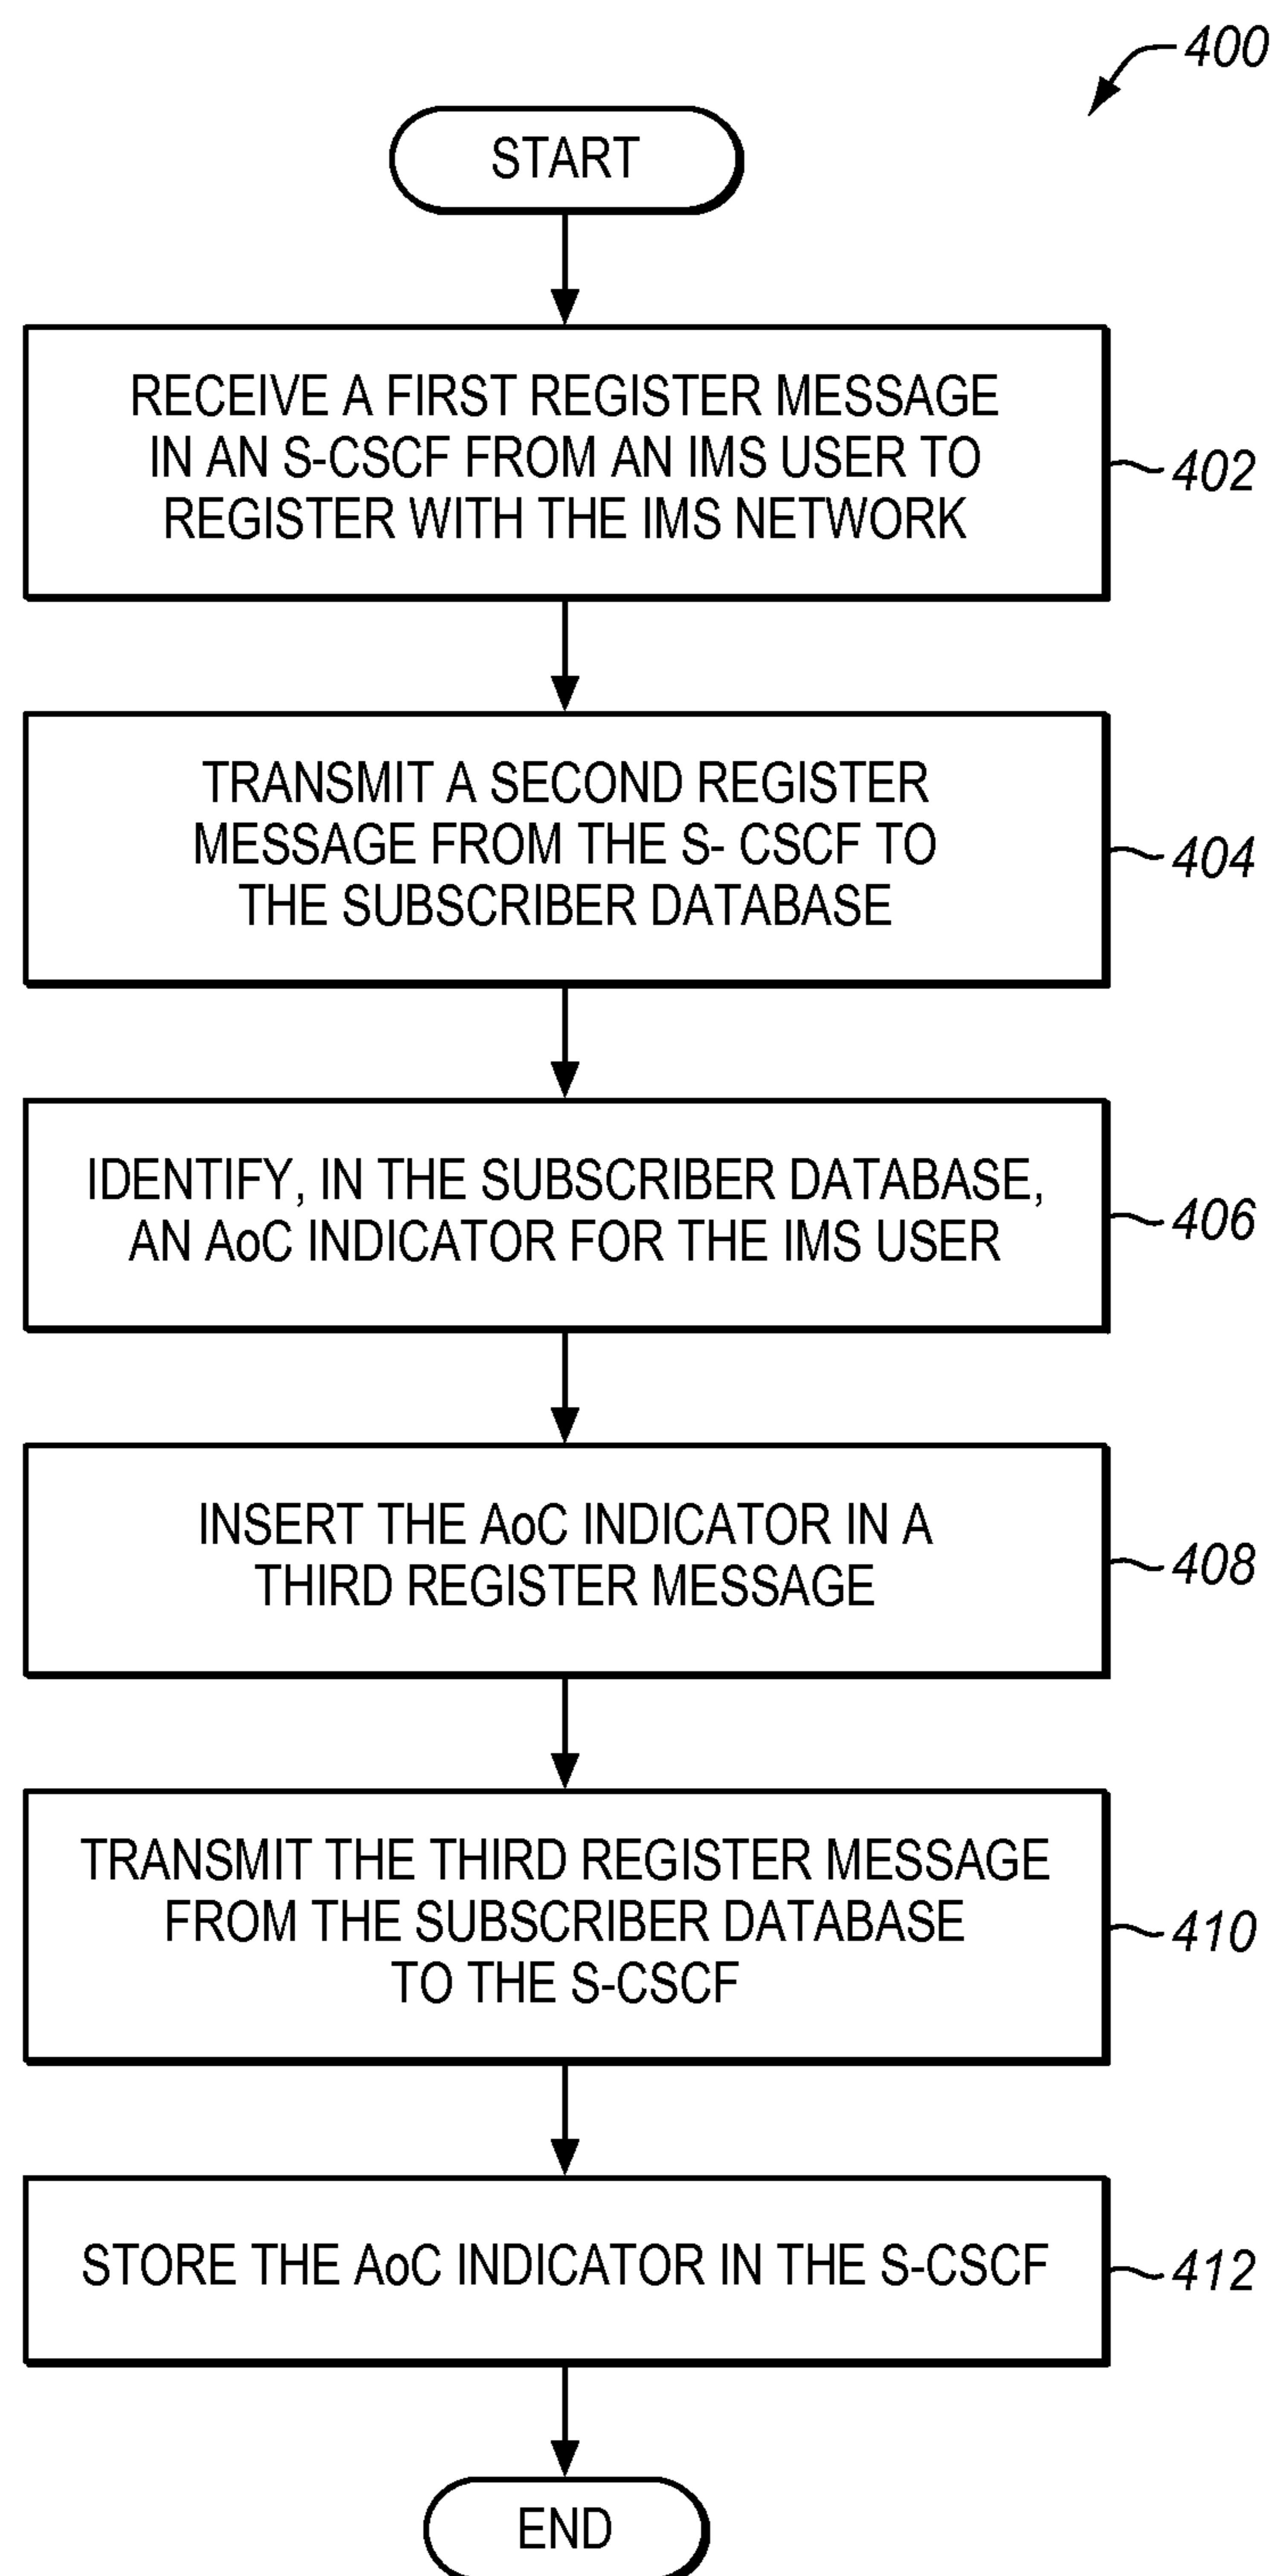 400
START
RECEIVE A FIRST REGISTER MESSAGE
IN AN S-CSCF FROM AN IMS USER TO
REGISTER WITH THE IMS NETWORK
402
TRANSMIT A SECOND REGISTER
MESSAGE FROM THE S- CSCF TO
THE SUBSCRIBER DATABASE
404
IDENTIFY, IN THE SUBSCRIBER DATABASE,
AN AoC INDICATOR FOR THE IMS USER
406
INSERT THE AoC INDICATOR IN A
THIRD REGISTER MESSAGE
408
TRANSMIT THE THIRD REGISTER MESSAGE
FROM THE SUBSCRIBER DATABASE
TO THE S-CSCF
410
STORE THE AoC INDICATOR IN THE S-CSCF
412
END